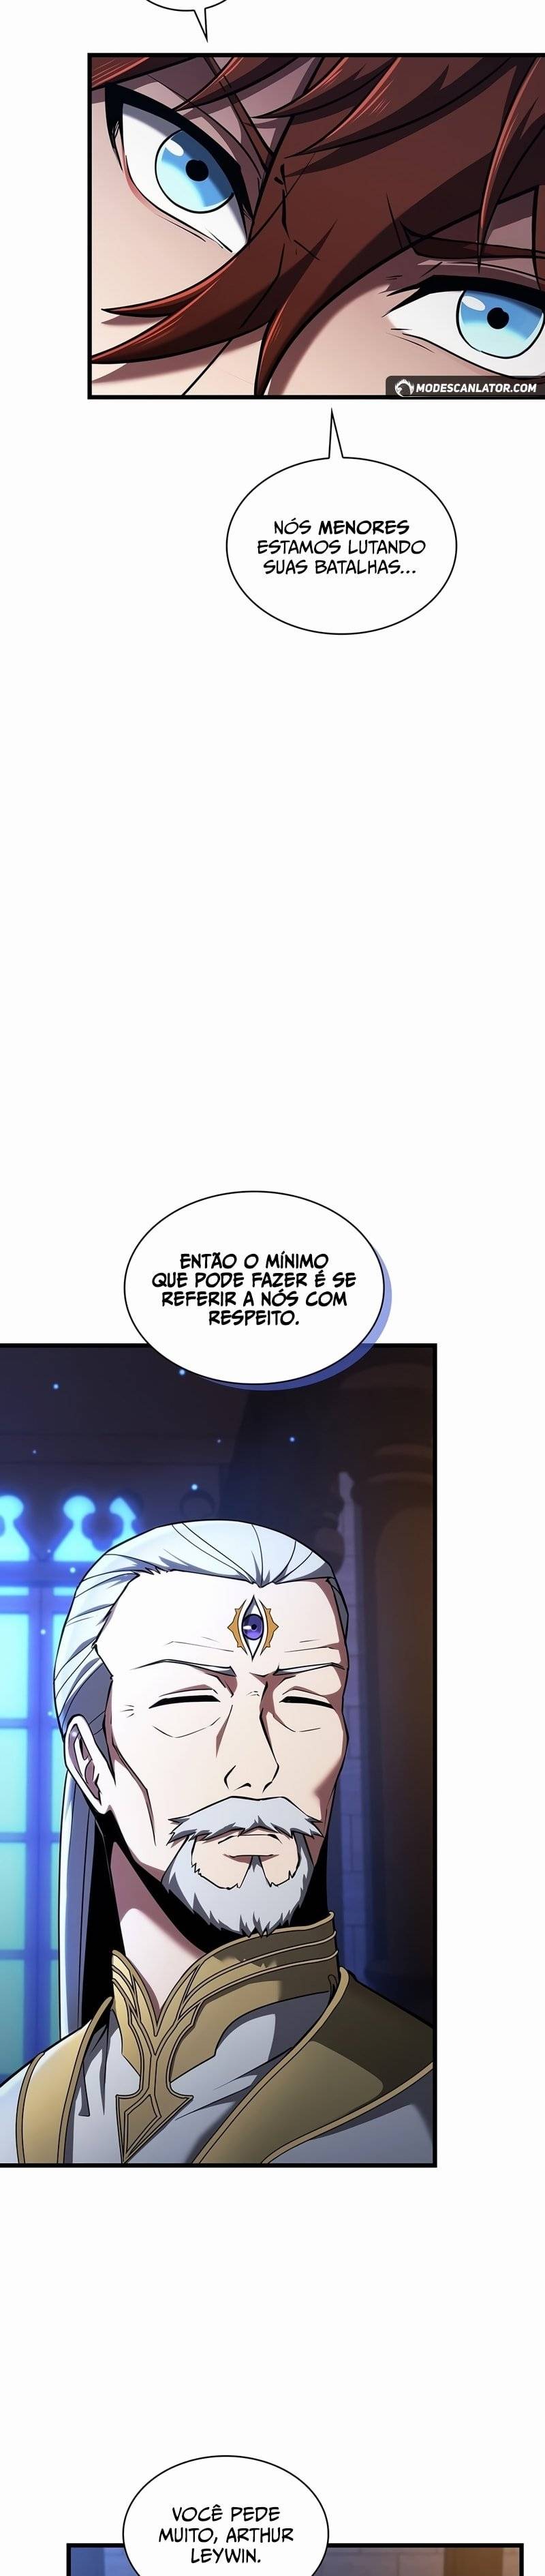 MODESCANLATOR.COM
NÓS MENORES
ESTAMOS LUTANDO
SUAS BATALHAS...
ENTÃO O MÍNIMO
QUE PODE FAZER É SE
REFERIR A NÓS COM
RESPEITO.
VOCÊ PEDE
MUITO, ARTHUR
LEYWIN.